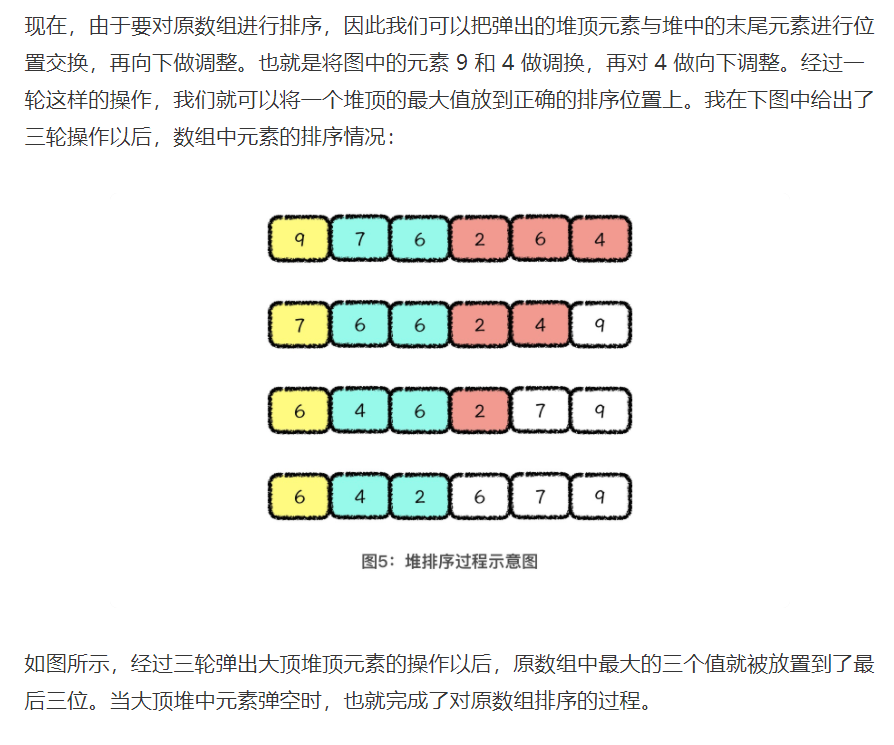 现在，由于要对原数组进行排序，因此我们可以把弹出的堆顶元素与堆中的末尾元素进行位
置交换，再向下做调整。也就是将图中的元素 9 和 4 做调换，再对 4 做向下调整。经过一
轮这样的操作，我们就可以将一个堆顶的最大值放到正确的排序位置上。我在下图中给出了
三轮操作以后，数组中元素的排序情况：
9 7 6 2 6 4
7 6 6 2 4 9
6 4 6 2 7 9
6 4 2 6 7 9
图5：堆排序过程示意图
如图所示，经过三轮弹出大顶堆顶元素的操作以后，原数组中最大的三个值就被放置到了最
后三位。当大顶堆中元素弹空时，也就完成了对原数组排序的过程。